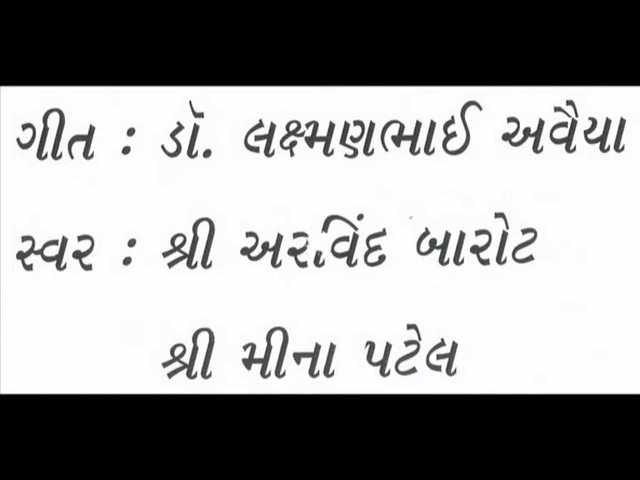 ગીત : ડૉ. લક્ષ્મણભાઈ અવૈયા
સ્વર : શ્રી અરવિંદ બારોટ
શ્રી મીના પટેલ